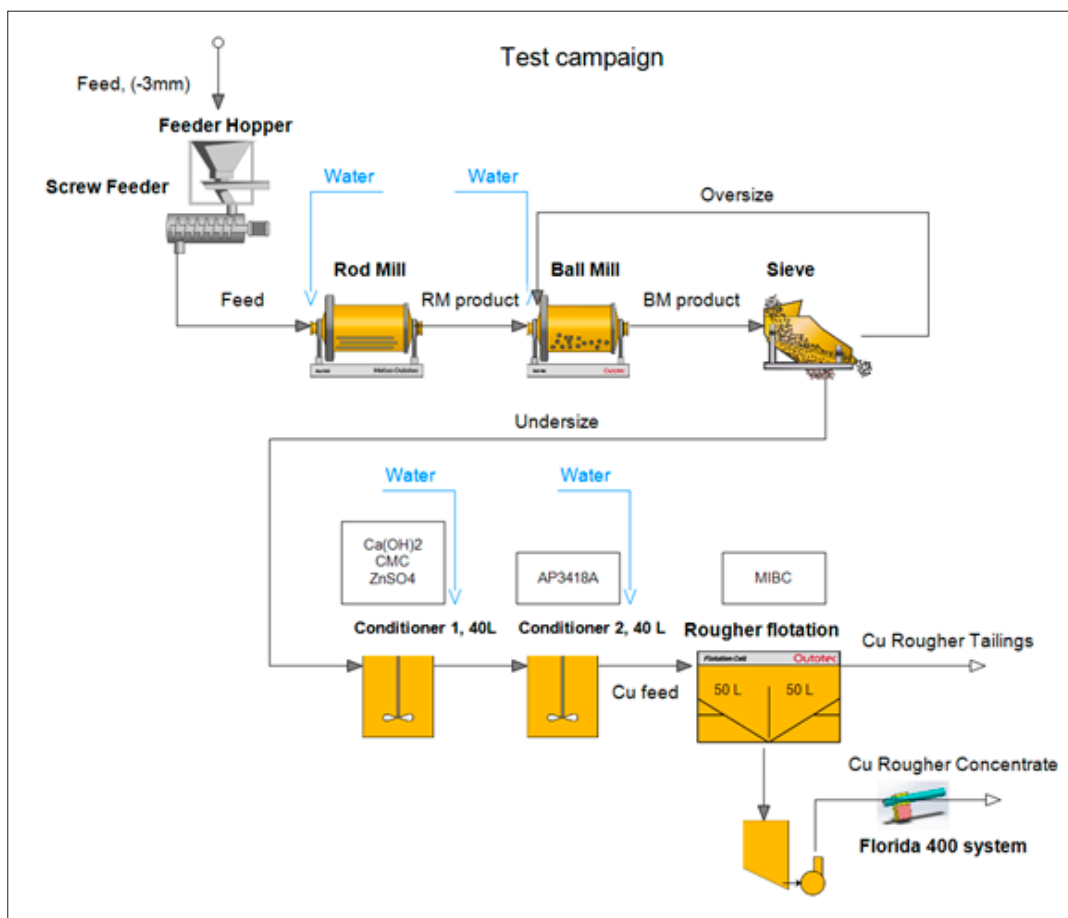 Test campaign
Feed, (-3mm)
Feeder Hopper
Screw Feeder
Water
Water
Oversize
Rod Mill
Ball Mill
Sieve
Feed
RM product
BM product
Outotec
Undersize
Water
Water
Ca(OH)2
CMC
ZnSO4
AP3418A
MIBC
Conditioner 1, 40L
Conditioner 2, 40 L
Rougher flotation
Flotation Cell
Outotec
Cu Rougher Tailings
50 L
50 L
Cu feed
Cu Rougher Concentrate
Florida 400 system